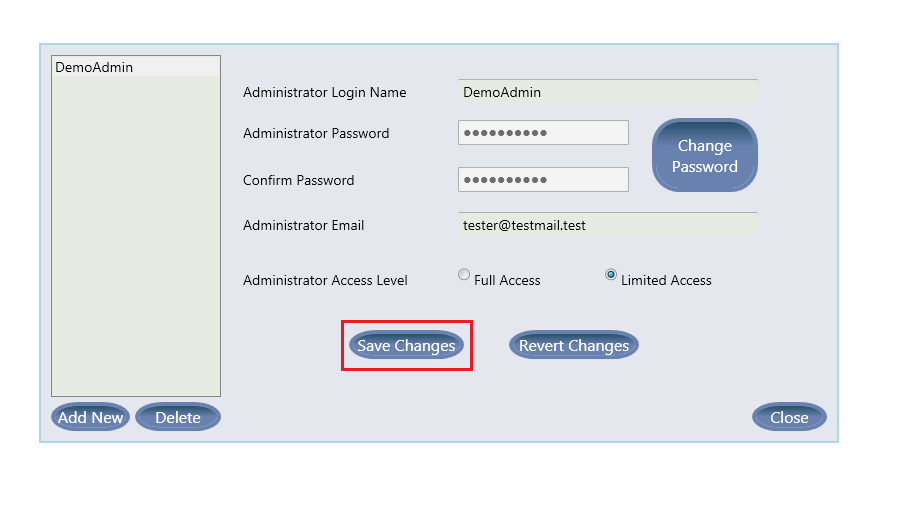 DemoAdmin
Administrator Login Name DemoAdmin
Administrator Password ●●●●●●●●●●
Change
Password
Confirm Password ●●●●●●●●●●
Administrator Email tester@testmail.test
Administrator Access Level Full Access Limited Access
Save Changes Revert Changes
Add New Delete Close